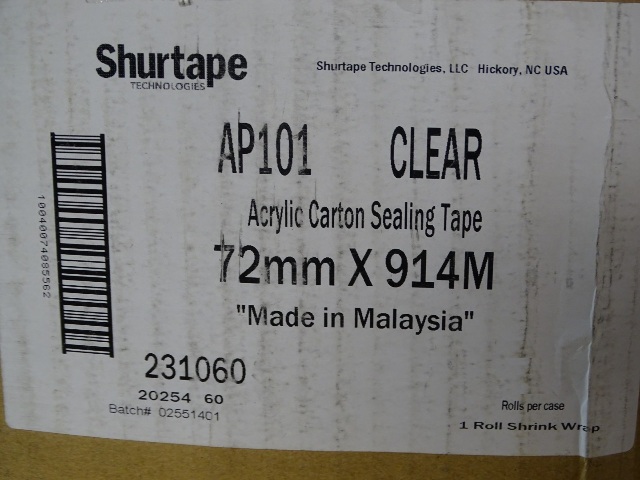 Shurtape
TECHNOLOGIES
Shurtape Technologies, LLC Hickory, NC USA
AP101 CLEAR
Acrylic Carton Sealing Tape
72mm X 914M
"Made in Malaysia"
10040074085562
231060
20254 60
Batch# 02551401
Rolls per case
1 Roll Shrink Wrap